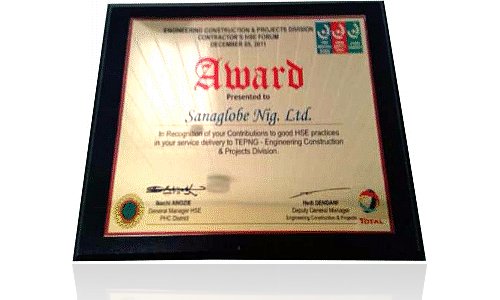 ENGINEERING CONSTRUCTION & PROJECTS DIVISION
CONTRACTOR'S HSE FORUM
DECEMBER 05, 2011
Award
Presented to
Sanaglobe Nig. Ltd.
In Recognition of your Contributions to good HSE practices
in your service delivery to TEPNG - Engineering Construction
& Projects Division.
General Manager HSE
PHC District
Deputy General Manager
Engineering Construction & Projects
TOTAL